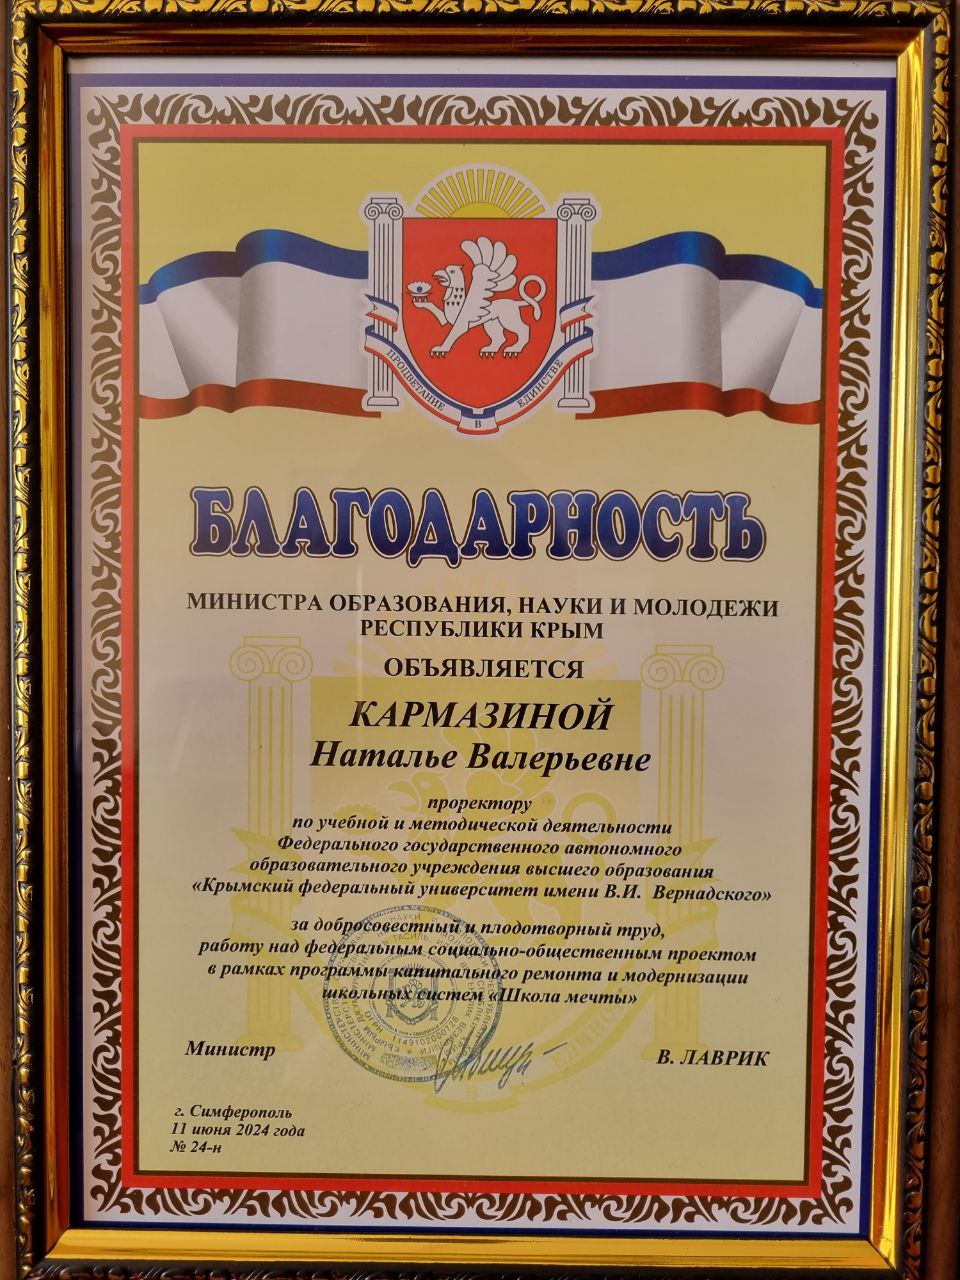 ПРОЦВЕТАНИЕ В ЕДИНСТВЕ
БЛАГОДАРНОСТЬ
МИНИСТРА ОБРАЗОВАНИЯ, НАУКИ И МОЛОДЕЖИ
РЕСПУБЛИКИ КРЫМ
ОБЪЯВЛЯЕТСЯ
КАРМАЗИНОЙ
Наталье Валерьевне
проректору
по учебной и методической деятельности
Федерального государственного автономного
образовательного учреждения высшего образования
«Крымский федеральный университет имени В.И. Вернадского»
за добросовестный и плодотворный труд,
работу над федеральным социально-общественным проектом
в рамках программы капитального ремонта и модернизации
школьных систем «Школа мечты»
Министр
В. ЛАВРИК
г. Симферополь
11 июня 2024 года
№ 24-н